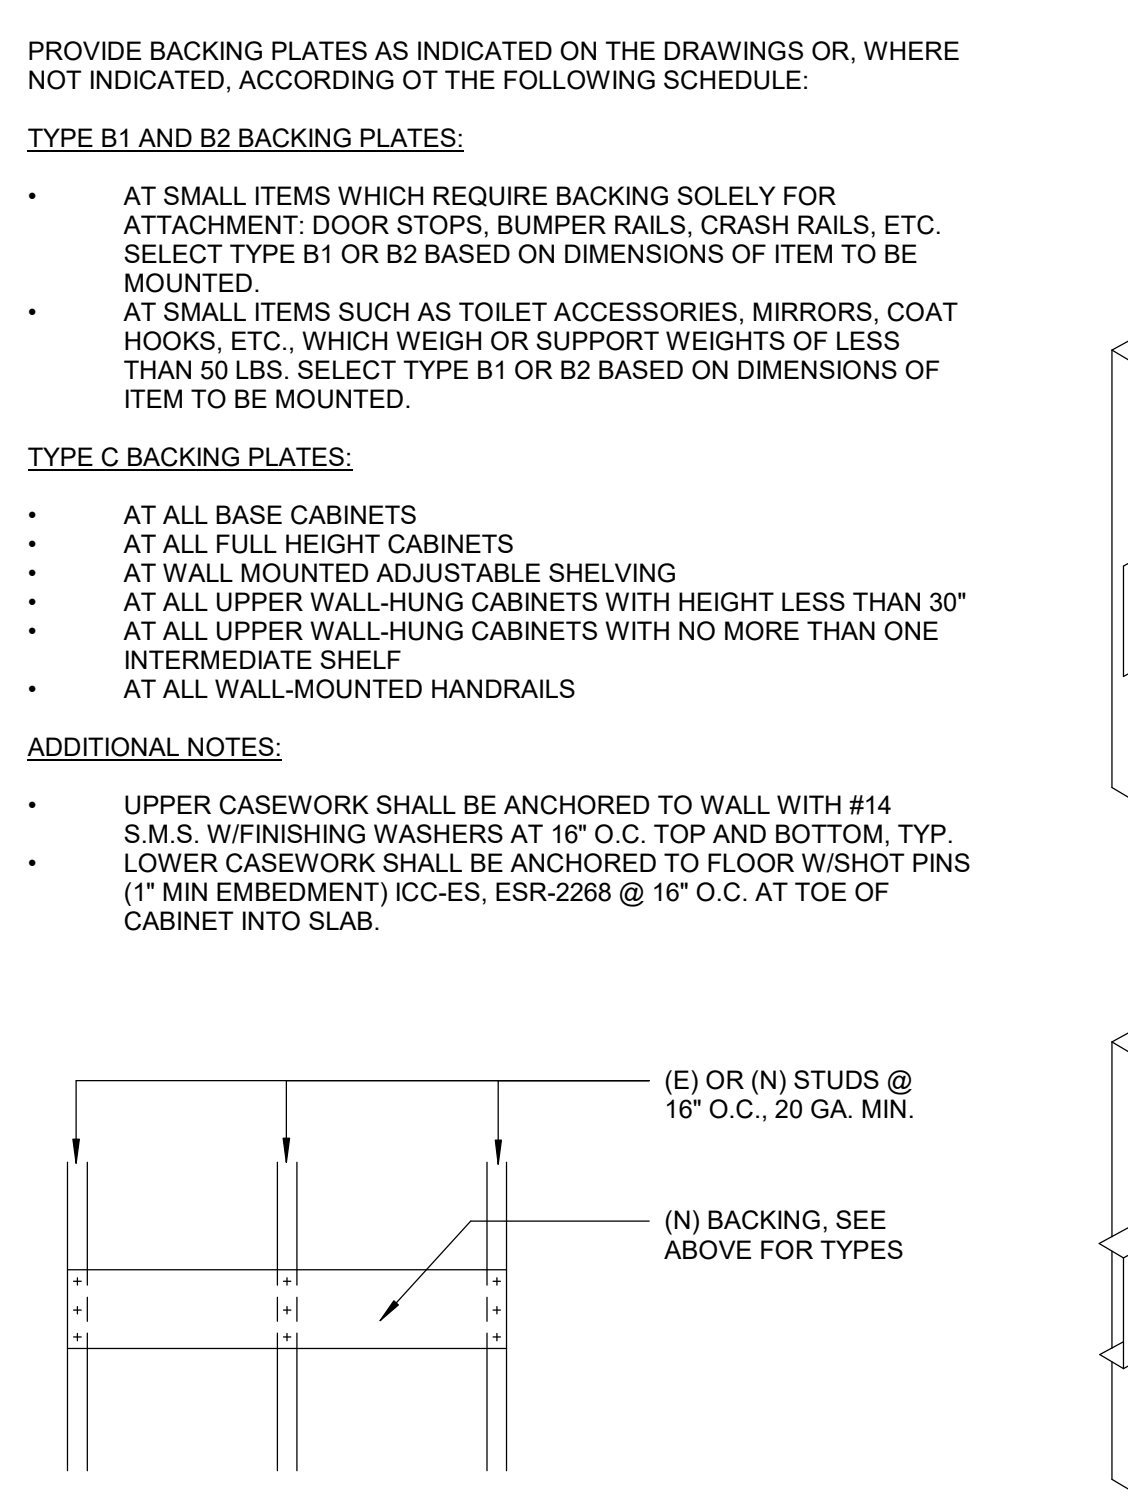 PROVIDE BACKING PLATES AS INDICATED ON THE DRAWINGS OR, WHERE
NOT INDICATED, ACCORDING OT THE FOLLOWING SCHEDULE:
TYPE B1 AND B2 BACKING PLATES:
• AT SMALL ITEMS WHICH REQUIRE BACKING SOLELY FOR
ATTACHMENT: DOOR STOPS, BUMPER RAILS, CRASH RAILS, ETC.
SELECT TYPE B1 OR B2 BASED ON DIMENSIONS OF ITEM TO BE
MOUNTED.
• AT SMALL ITEMS SUCH AS TOILET ACCESSORIES, MIRRORS, COAT
HOOKS, ETC., WHICH WEIGH OR SUPPORT WEIGHTS OF LESS
THAN 50 LBS. SELECT TYPE B1 OR B2 BASED ON DIMENSIONS OF
ITEM TO BE MOUNTED.
TYPE C BACKING PLATES:
• AT ALL BASE CABINETS
• AT ALL FULL HEIGHT CABINETS
• AT WALL MOUNTED ADJUSTABLE SHELVING
• AT ALL UPPER WALL-HUNG CABINETS WITH HEIGHT LESS THAN 30"
• AT ALL UPPER WALL-HUNG CABINETS WITH NO MORE THAN ONE
INTERMEDIATE SHELF
• AT ALL WALL-MOUNTED HANDRAILS
ADDITIONAL NOTES:
• UPPER CASEWORK SHALL BE ANCHORED TO WALL WITH #14
S.M.S. W/FINISHING WASHERS AT 16" O.C. TOP AND BOTTOM, TYP.
• LOWER CASEWORK SHALL BE ANCHORED TO FLOOR W/SHOT PINS
(1" MIN EMBEDMENT) ICC-ES, ESR-2268 @ 16" O.C. AT TOE OF
CABINET INTO SLAB.
(E) OR (N) STUDS @
16" O.C., 20 GA. MIN.
(N) BACKING, SEE
ABOVE FOR TYPES